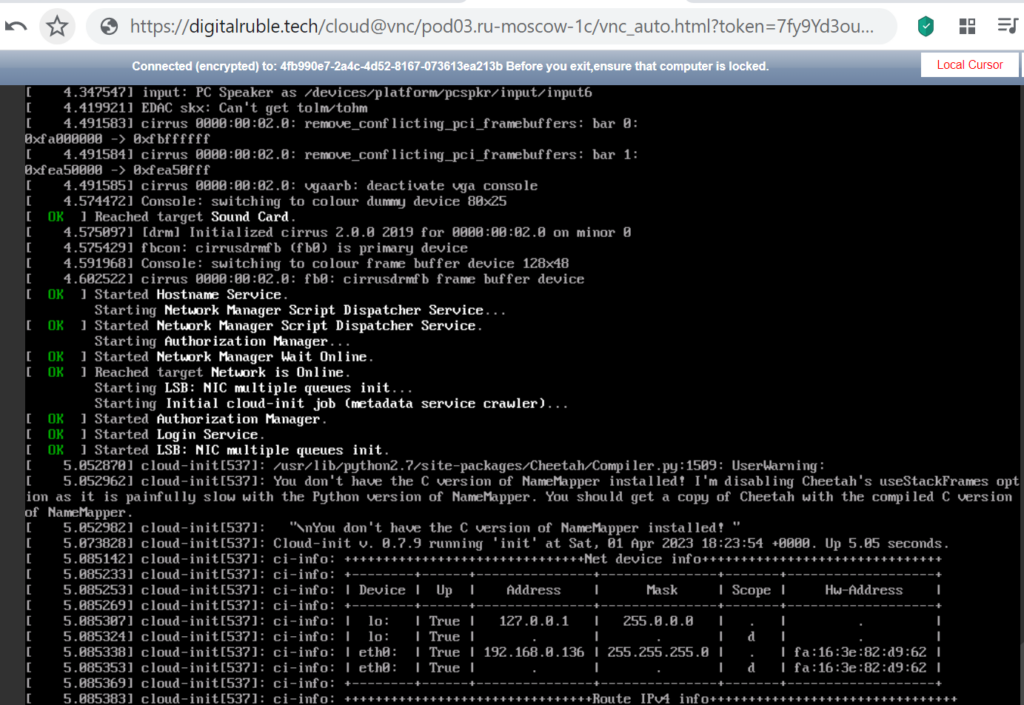 https://digitalruble.tech/cloud@vnc/pod03.ru-moscow-1c/vnc_auto.html?token=7fy9Yd3ou...
Connected (encrypted) to: 4fb990e7-2a4c-4d52-8167-073613ea213b Before you exit,ensure that computer is locked.
Local Cursor
[    4.347547] input: PC Speaker as /devices/platform/pcspkr/input/input6
[    4.419921] EDAC skx: Can't get tolm/tohm
[    4.491583] cirrus 0000:00:02.0: remove_conflicting_pci_framebuffers: bar 0:
0xfa000000 -> 0xfbffffff
[    4.491584] cirrus 0000:00:02.0: remove_conflicting_pci_framebuffers: bar 1:
0xfea50000 -> 0xfea50fff
[    4.491585] cirrus 0000:00:02.0: vgaarb: deactivate vga console
[    4.574472] Console: switching to colour dummy device 80x25
[  OK  ] Reached target Sound Card.
[    4.575097] [drm] Initialized cirrus 2.0.0 2019 for 0000:00:02.0 on minor 0
[    4.575429] fbcon: cirrusdrmfb (fb0) is primary device
[    4.591968] Console: switching to colour frame buffer device 128x48
[    4.602522] cirrus 0000:00:02.0: fb0: cirrusdrmfb frame buffer device
[  OK  ] Started Hostname Service.
         Starting Network Manager Script Dispatcher Service...
[  OK  ] Started Network Manager Script Dispatcher Service.
         Starting Authorization Manager...
[  OK  ] Started Network Manager Wait Online.
[  OK  ] Reached target Network is Online.
         Starting LSB: NIC multiple queues init...
         Starting Initial cloud-init job (metadata service crawler)...
[  OK  ] Started Authorization Manager.
[  OK  ] Started Login Service.
[  OK  ] Started LSB: NIC multiple queues init.
[    5.052870] cloud-init[537]: /usr/lib/python2.7/site-packages/Cheetah/Compiler.py:1509: UserWarning:
[    5.052962] cloud-init[537]: You don't have the C version of NameMapper installed! I'm disabling Cheetah's useStackFrames opt
ion as it is painfully slow with the Python version of NameMapper. You should get a copy of Cheetah with the compiled C version
of NameMapper.
[    5.052982] cloud-init[537]:   "\nYou don't have the C version of NameMapper installed! "
[    5.073828] cloud-init[537]: Cloud-init v. 0.7.9 running 'init' at Sat, 01 Apr 2023 18:23:54 +0000. Up 5.05 seconds.
[    5.085142] cloud-init[537]: ci-info: +++++++++++++++++++++++++++++++Net device info++++++++++++++++++++++++++++++
[    5.085233] cloud-init[537]: ci-info: +--------+------+---------------+---------------+-------+-------------------+
[    5.085253] cloud-init[537]: ci-info: | Device |  Up  |    Address    |      Mask     | Scope |     Hw-Address    |
[    5.085269] cloud-init[537]: ci-info: +--------+------+---------------+---------------+-------+-------------------+
[    5.085307] cloud-init[537]: ci-info: |  lo:   | True |   127.0.0.1   |   255.0.0.0   |   .   |         .         |
[    5.085324] cloud-init[537]: ci-info: |  lo:   | True |       .       |       .       |   d   |         .         |
[    5.085338] cloud-init[537]: ci-info: | eth0:  | True | 192.168.0.136 | 255.255.255.0 |   .   | fa:16:3e:82:d9:62 |
[    5.085353] cloud-init[537]: ci-info: | eth0:  | True |       .       |       .       |   d   | fa:16:3e:82:d9:62 |
[    5.085369] cloud-init[537]: ci-info: +--------+------+---------------+---------------+-------+-------------------+
[    5.085383] cloud-init[537]: ci-info: ++++++++++++++++++++++++++++++++Route IPv4 info++++++++++++++++++++++++++++++++